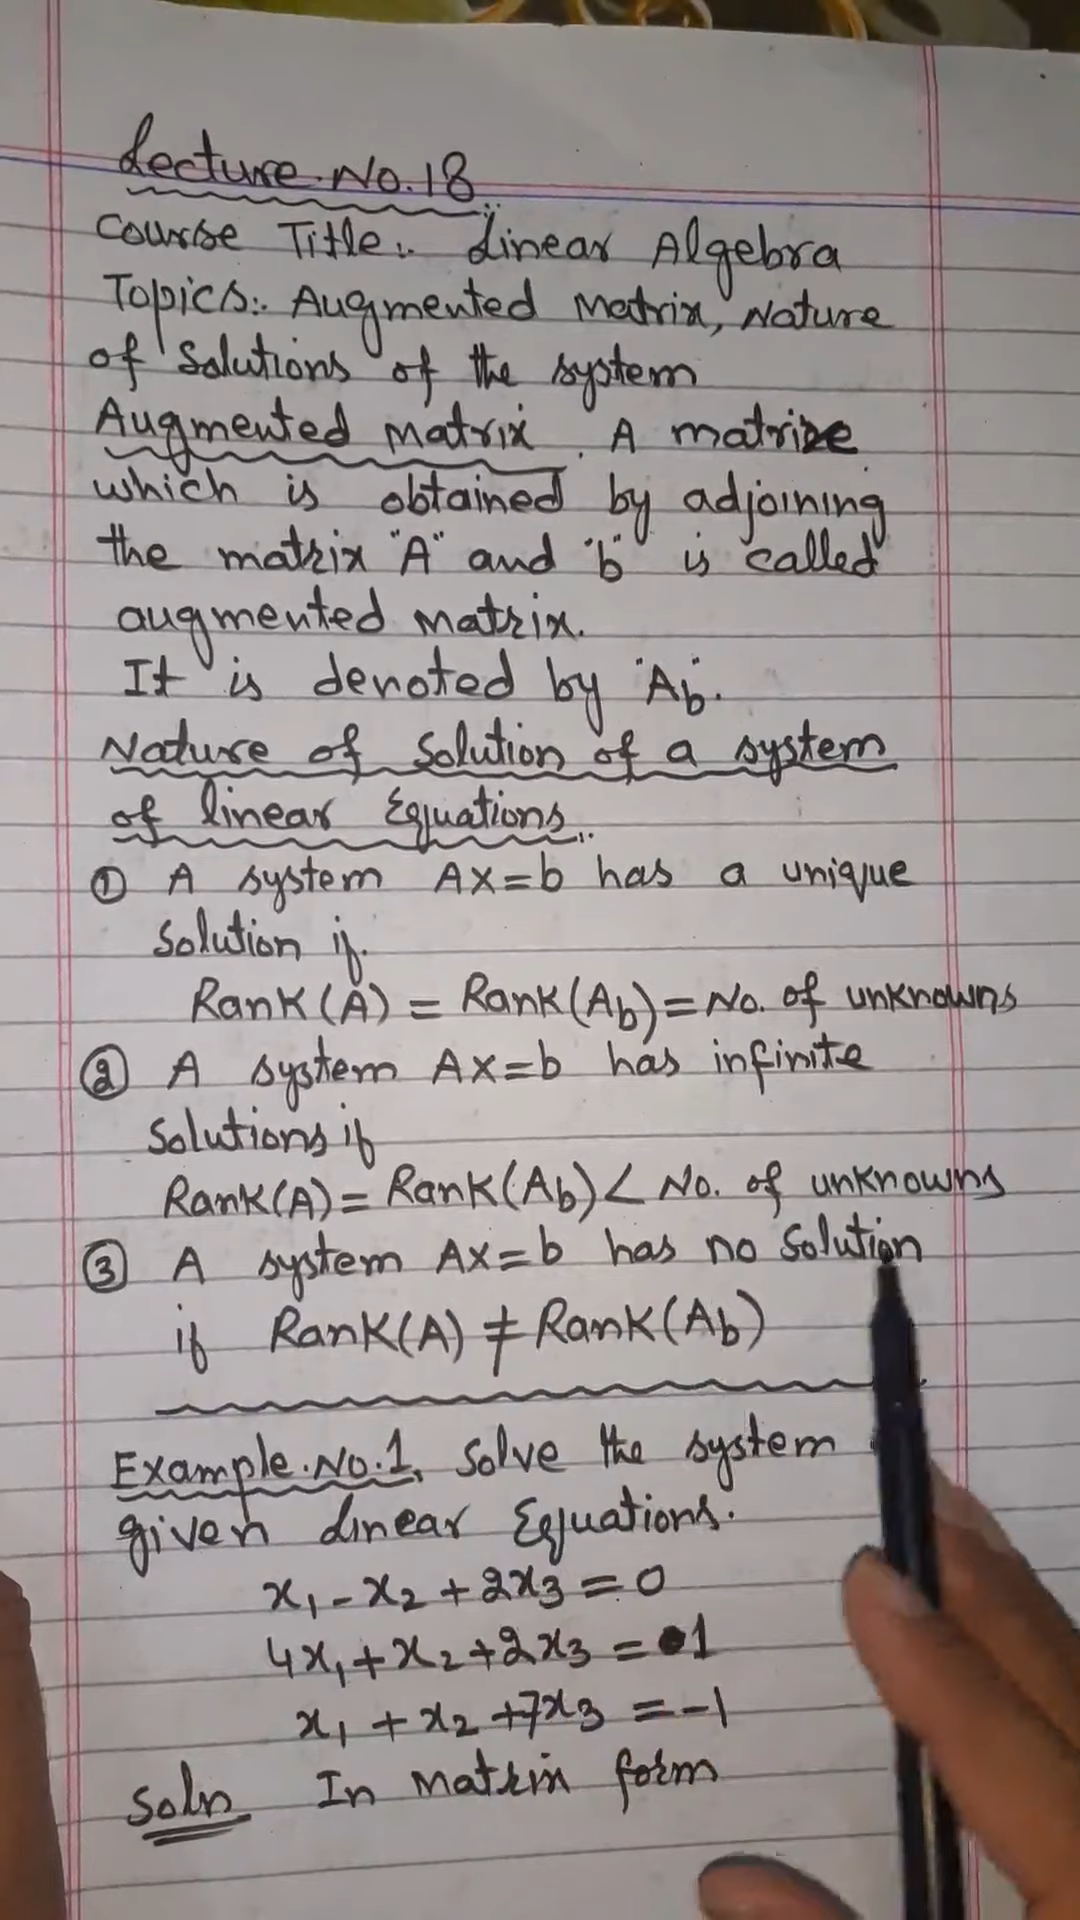 Lecture No. 18
Course Title:. Linear Algebra
Topics:. Augmented Matrix, Nature
of Solutions of the system
Augmented Matrix. A matrixe
which is obtained by adjoining
the matrix "A" and "b" is called
augmented matrix.
It is denoted by "Ab".
Nature of Solution of a system
of linear Equations..
① A system AX=b has a unique
Solution if.
Rank(A) = Rank(Ab)= No. of unknowns
② A system AX=b has infinite
Solutions if
Rank(A) = Rank(Ab) < No. of unknowns
③ A system AX=b has no Solution
if Rank(A) ≠ Rank(Ab)
Example.No.1. Solve the system
given Linear Equations.
x₁ - x₂ + 2x₃ = 0
4x₁ + x₂ + 2x₃ = 1
x₁ + x₂ + 7x₃ = -1
Soln In Matrix form